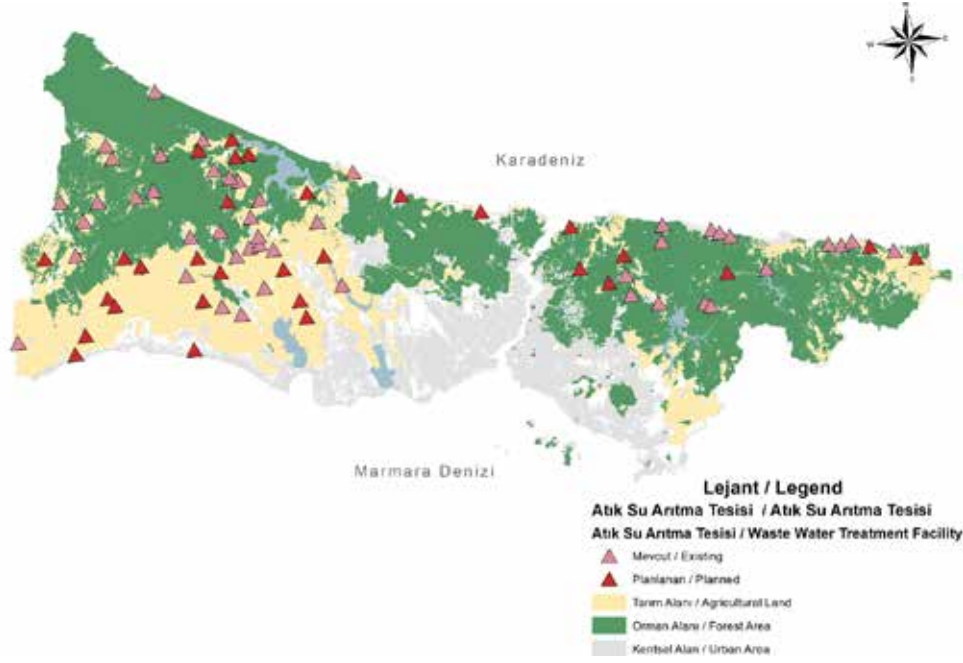 N
W
E
S
Karadeniz
Marmara Denizi
Lejant / Legend
Atık Su Arıtma Tesisi / Atık Su Arıtma Tesisi
Atık Su Arıtma Tesisi / Waste Water Treatment Facility
Mevcut / Existing
Planlanan / Planned
Tarım Alanı / Agricultural Land
Orman Alanı / Forest Area
Kentsel Alan / Urban Area